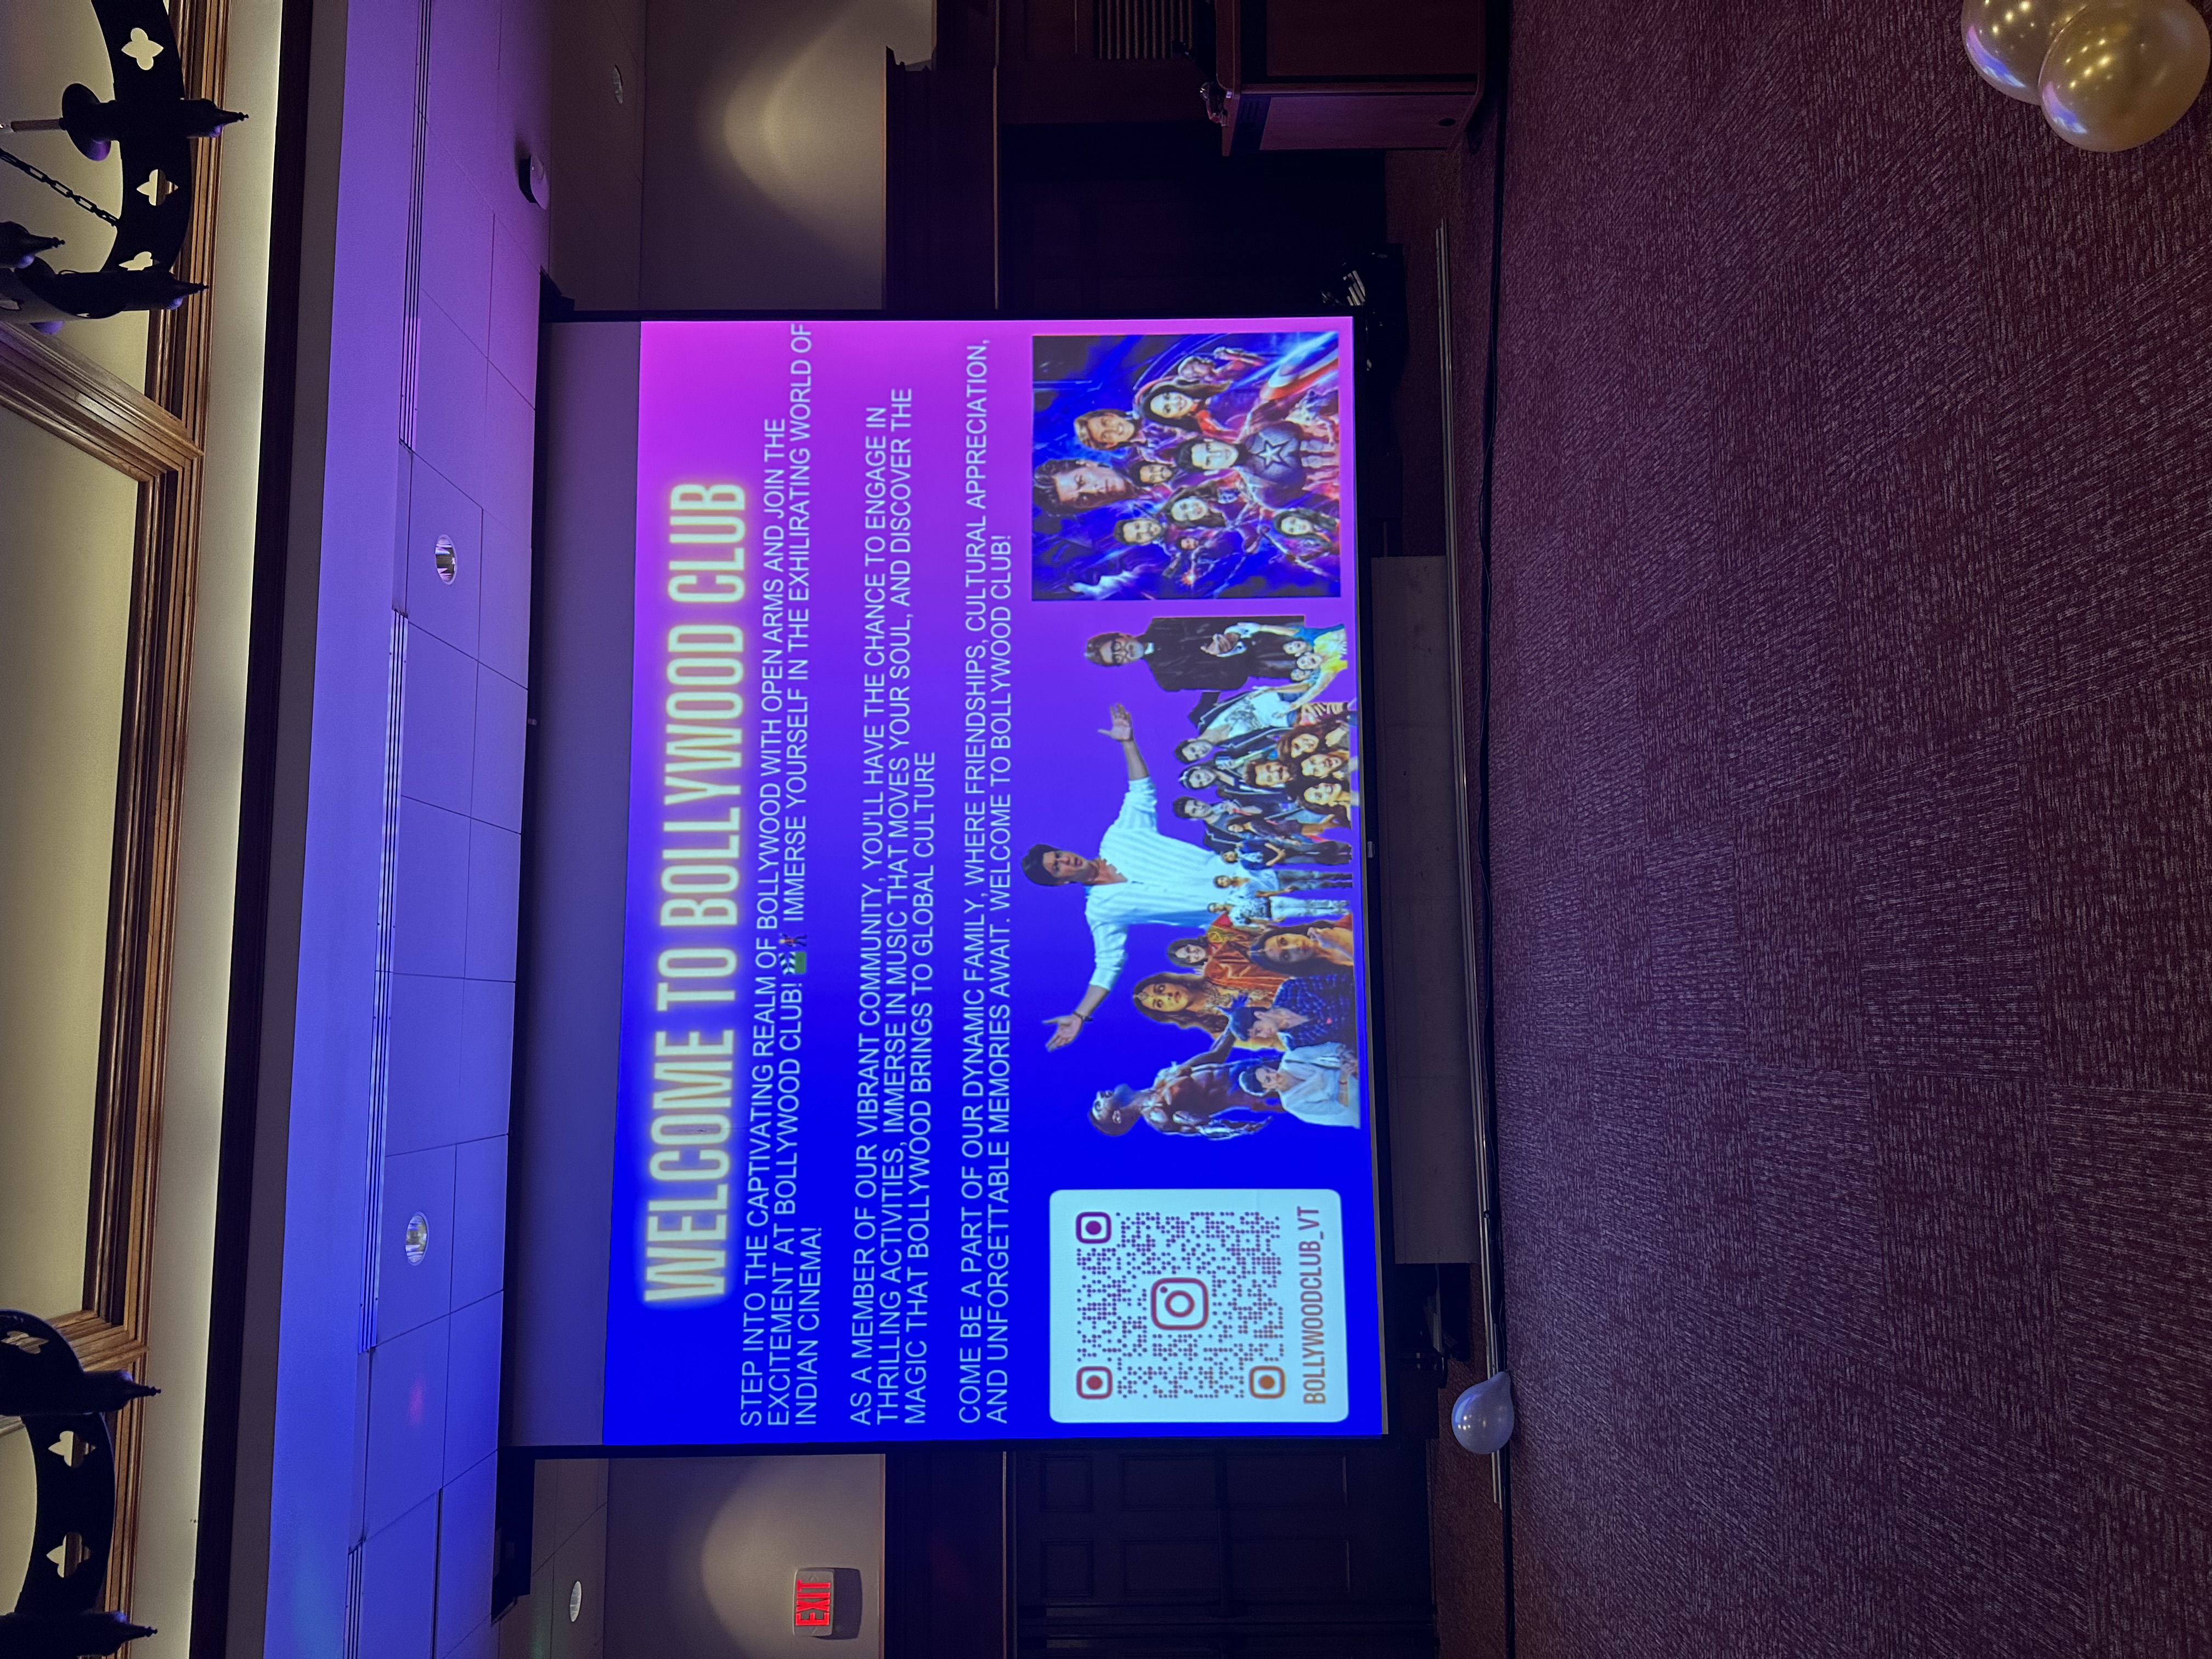 WELCOME TO BOLLYWOOD CLUB
STEP INTO THE CAPTIVATING REALM OF BOLLYWOOD WITH OPEN ARMS AND JOIN THE
EXCITEMENT AT BOLLYWOOD CLUB! 🎬🕺 IMMERSE YOURSELF IN THE EXHILIRATING WORLD OF
INDIAN CINEMA!
AS A MEMBER OF OUR VIBRANT COMMUNITY, YOU'LL HAVE THE CHANCE TO ENGAGE IN
THRILLING ACTIVITIES, IMMERSE IN MUSIC THAT MOVES YOUR SOUL, AND DISCOVER THE
MAGIC THAT BOLLYWOOD BRINGS TO GLOBAL CULTURE
COME BE A PART OF OUR DYNAMIC FAMILY, WHERE FRIENDSHIPS, CULTURAL APPRECIATION,
AND UNFORGETTABLE MEMORIES AWAIT. WELCOME TO BOLLYWOOD CLUB!
BOLLYWOODCLUB_VT
EXIT